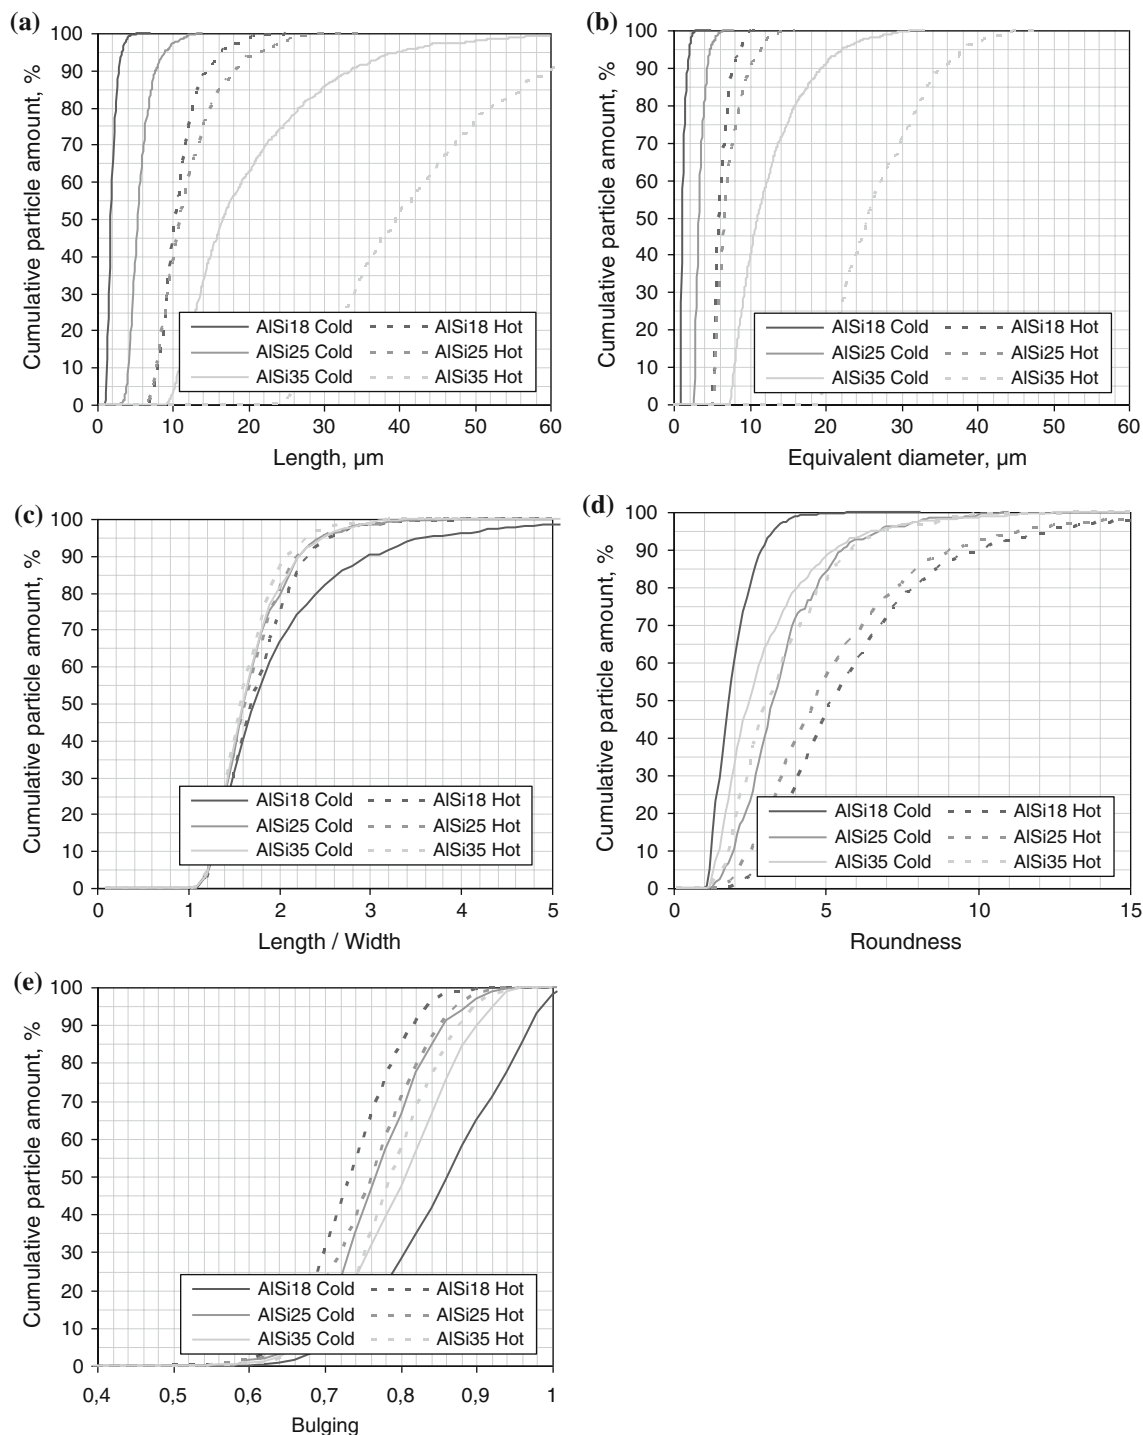 (a)
Cumulative particle amount, %
100
90
80
70
60
50
40
30
20
10
0
AlSi18 Cold AlSi18 Hot
AlSi25 Cold AlSi25 Hot
AlSi35 Cold AlSi35 Hot
0 10 20 30 40 50 60
Length, µm
(b)
Cumulative particle amount, %
100
90
80
70
60
50
40
30
20
10
0
AlSi18 Cold AlSi18 Hot
AlSi25 Cold AlSi25 Hot
AlSi35 Cold AlSi35 Hot
0 10 20 30 40 50 60
Equivalent diameter, µm
(c)
Cumulative particle amount, %
100
90
80
70
60
50
40
30
20
10
0
AlSi18 Cold AlSi18 Hot
AlSi25 Cold AlSi25 Hot
AlSi35 Cold AlSi35 Hot
0 1 2 3 4 5
Length / Width
(d)
Cumulative particle amount, %
100
90
80
70
60
50
40
30
20
10
0
AlSi18 Cold AlSi18 Hot
AlSi25 Cold AlSi25 Hot
AlSi35 Cold AlSi35 Hot
0 5 10 15
Roundness
(e)
Cumulative particle amount, %
100
90
80
70
60
50
40
30
20
10
0
AlSi18 Cold AlSi18 Hot
AlSi25 Cold AlSi25 Hot
AlSi35 Cold AlSi35 Hot
0,4 0,5 0,6 0,7 0,8 0,9 1
Bulging